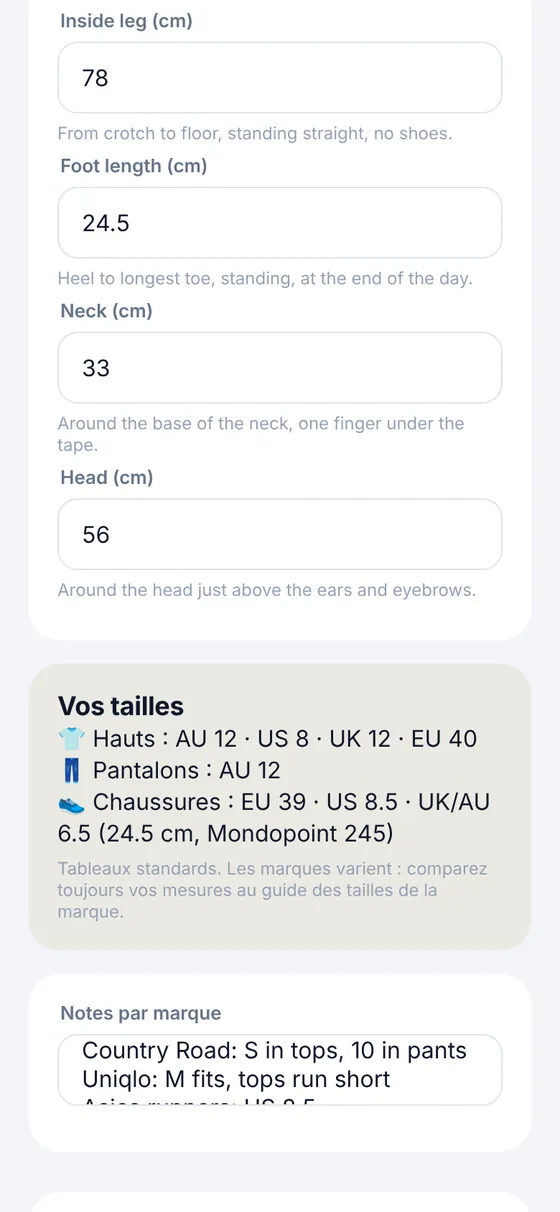 Inside leg (cm)
78
From crotch to floor, standing straight, no shoes.
Foot length (cm)
24.5
Heel to longest toe, standing, at the end of the day.
Neck (cm)
33
Around the base of the neck, one finger under the
tape.
Head (cm)
56
Around the head just above the ears and eyebrows.
Vos tailles
👕 Hauts : AU 12 · US 8 · UK 12 · EU 40
👖 Pantalons : AU 12
👟 Chaussures : EU 39 · US 8.5 · UK/AU
6.5 (24.5 cm, Mondopoint 245)
Tableaux standards. Les marques varient : comparez
toujours vos mesures au guide des tailles de la
marque.
Notes par marque
Country Road: S in tops, 10 in pants
Uniqlo: M fits, tops run short